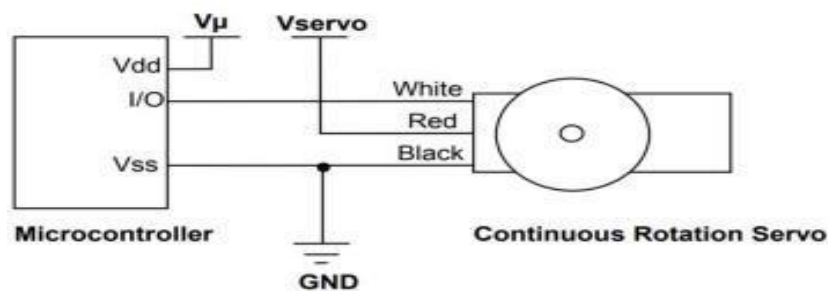 Vµ Vservo
Vdd
I/O White
Red
Vss Black
Microcontroller Continuous Rotation Servo
GND